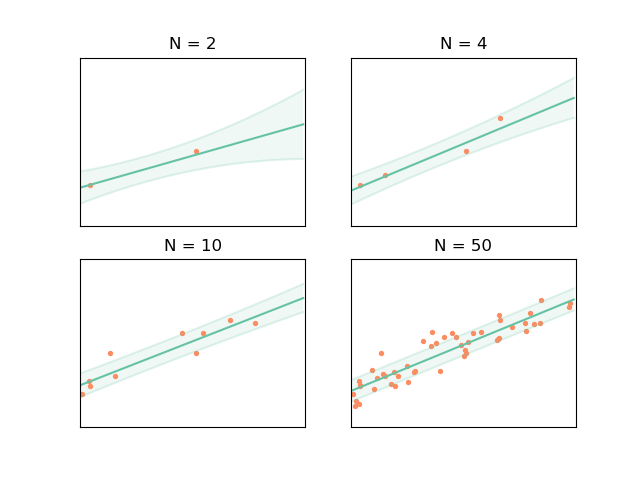 N = 2
N = 4
N = 10
N = 50